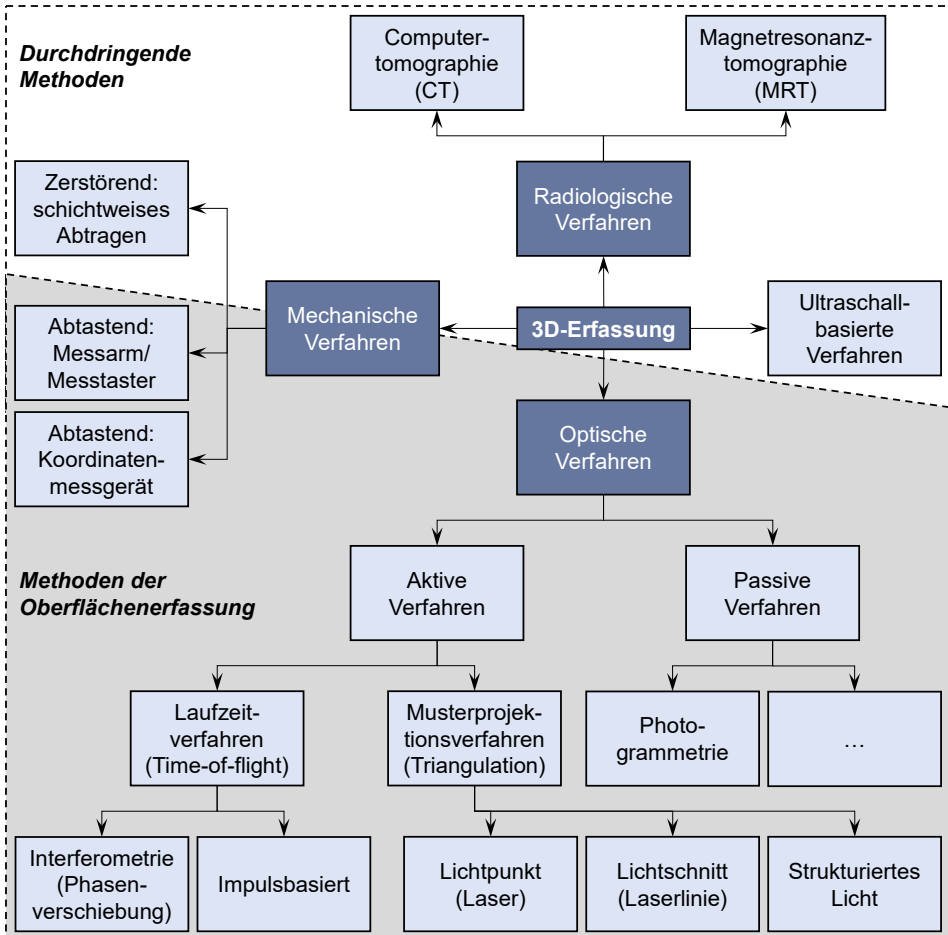 Durchdringende
Methoden
Computer-
tomographie
(CT)
Magnetresonanz-
tomographie
(MRT)
Zerstörend:
schichtweises
Abtragen
Radiologische
Verfahren
Mechanische
Verfahren
3D-Erfassung
Ultraschall-
basierte
Verfahren
Abtastend:
Messarm/
Messtaster
Abtastend:
Koordinaten-
messgerät
Optische
Verfahren
Methoden der
Oberflächenerfassung
Aktive
Verfahren
Passive
Verfahren
Laufzeit-
verfahren
(Time-of-flight)
Musterprojek-
tionsverfahren
(Triangulation)
Photo-
grammetrie
…
Interferometrie
(Phasen-
verschiebung)
Impulsbasiert
Lichtpunkt
(Laser)
Lichtschnitt
(Laserlinie)
Strukturiertes
Licht